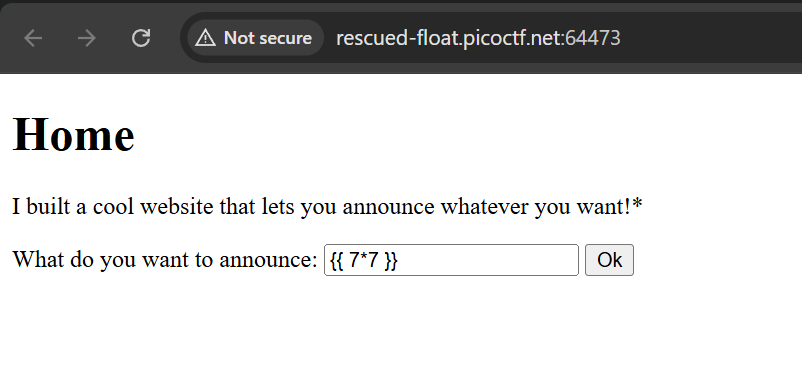 Not secure rescued-float.picoctf.net:64473
Home
I built a cool website that lets you announce whatever you want!*
What do you want to announce: {{ 7*7 }} Ok